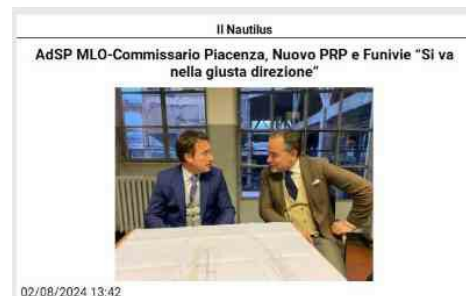 Il Nautilus
AdSP MLO-Commissario Piacenza, Nuovo PRP e Funivie “Si va
nella giusta direzione”
02/08/2024 13:42